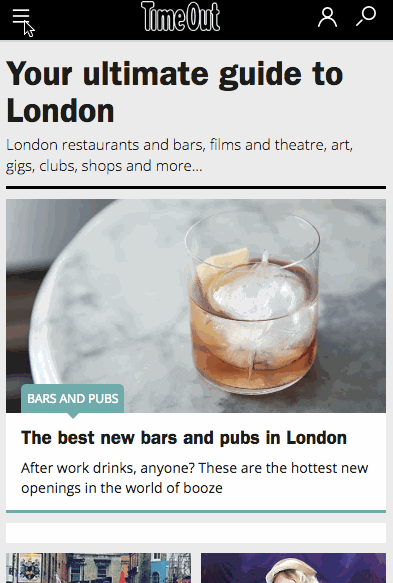 TimeOut
Your ultimate guide to
London
London restaurants and bars, films and theatre, art,
gigs, clubs, shops and more...
BARS AND PUBS
The best new bars and pubs in London
After work drinks, anyone? These are the hottest new
openings in the world of booze